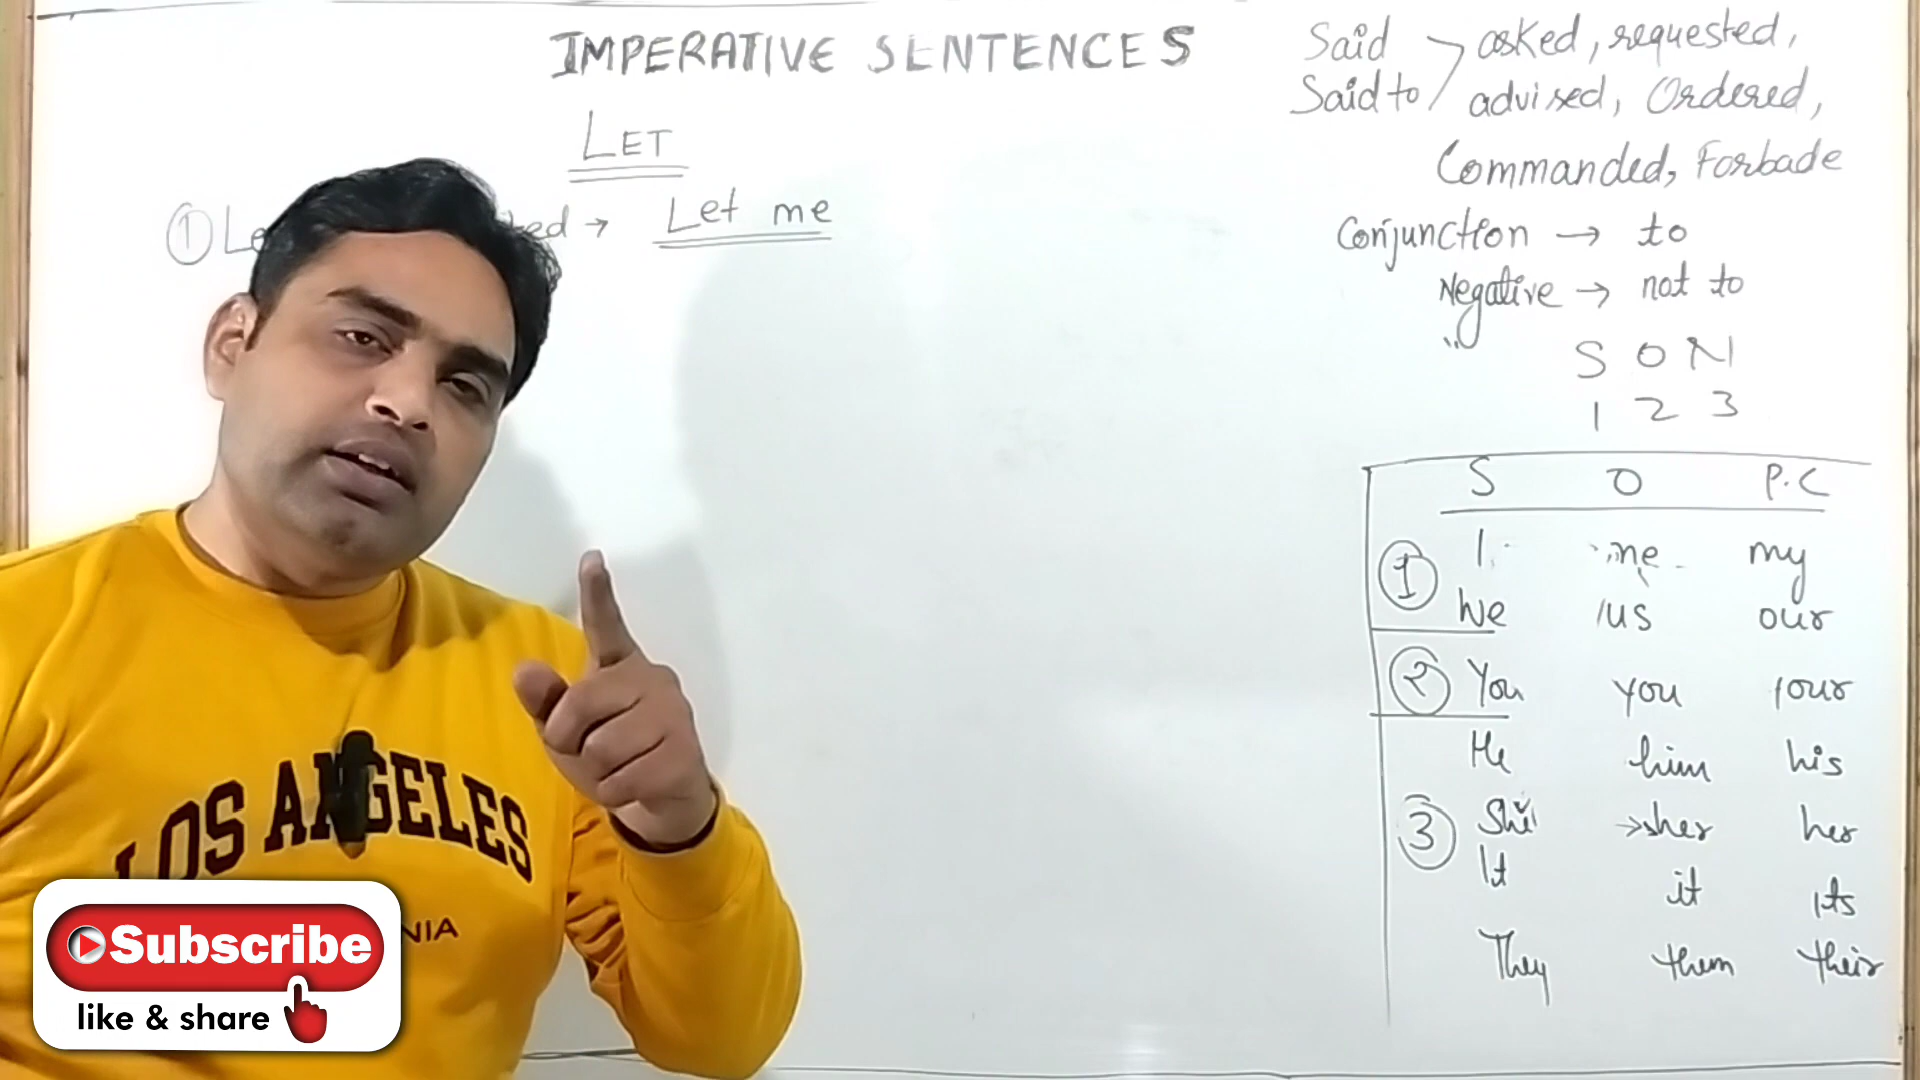 IMPERATIVE SENTENCES
LET
① Let me
Said → asked, requested,
Said to advised, Ordered,
Commanded, Forbade
Conjunction → to
Negative → not to
S O N
1 2 3
S O P.C
① I me my
We us our
② You you your
He him his
③ She her her
It it its
They them their
LOS ANGELES
NIA
Subscribe
like & share